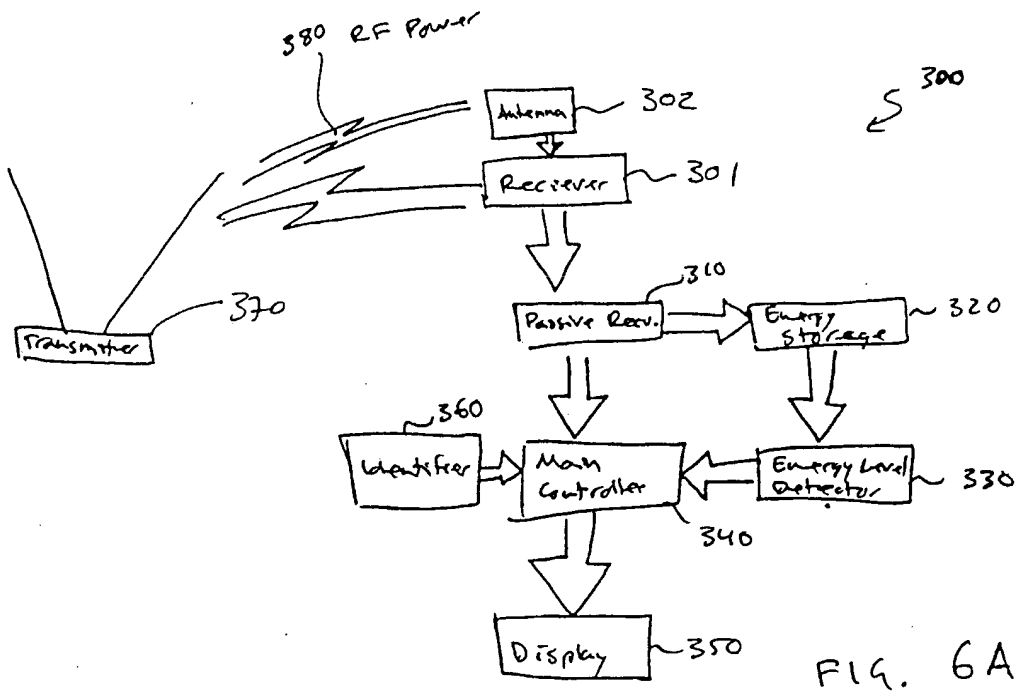 380 RF Power
300
Antenna
302
Reciever
301
310
370
Passive Recv.
Energy
Storage
320
Transmitter
360
Identifier
Main
Controller
Energy Level
Detector
330
340
Display
350
FIG. 6A